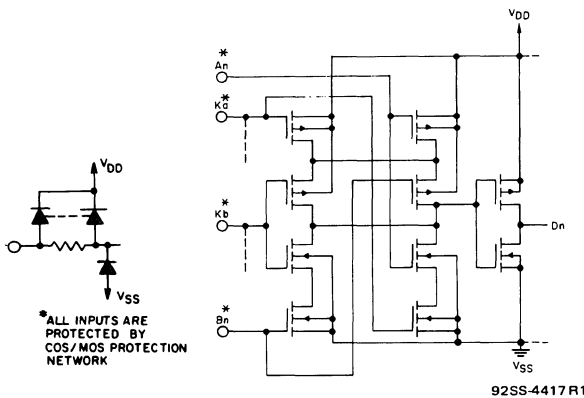 VDD
*
An
*
Ka
*
Kb
Dn
VDD
VSS
*
Bn
*ALL INPUTS ARE
PROTECTED BY
COS/MOS PROTECTION
NETWORK
VSS
92SS-4417R1